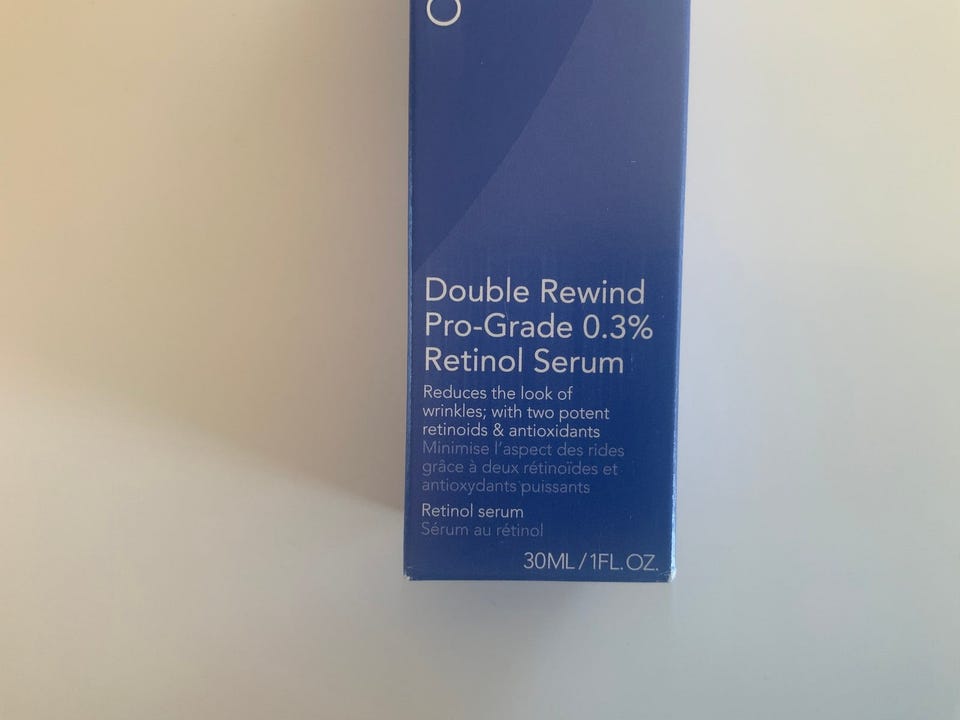 Double Rewind
Pro-Grade 0.3%
Retinol Serum
Reduces the look of
wrinkles; with two potent
retinoids & antioxidants
Minimise l'aspect des rides
grâce à deux rétinoïdes et
antioxydants puissants
Retinol serum
Sérum au rétinol
30ML/1FL.OZ.